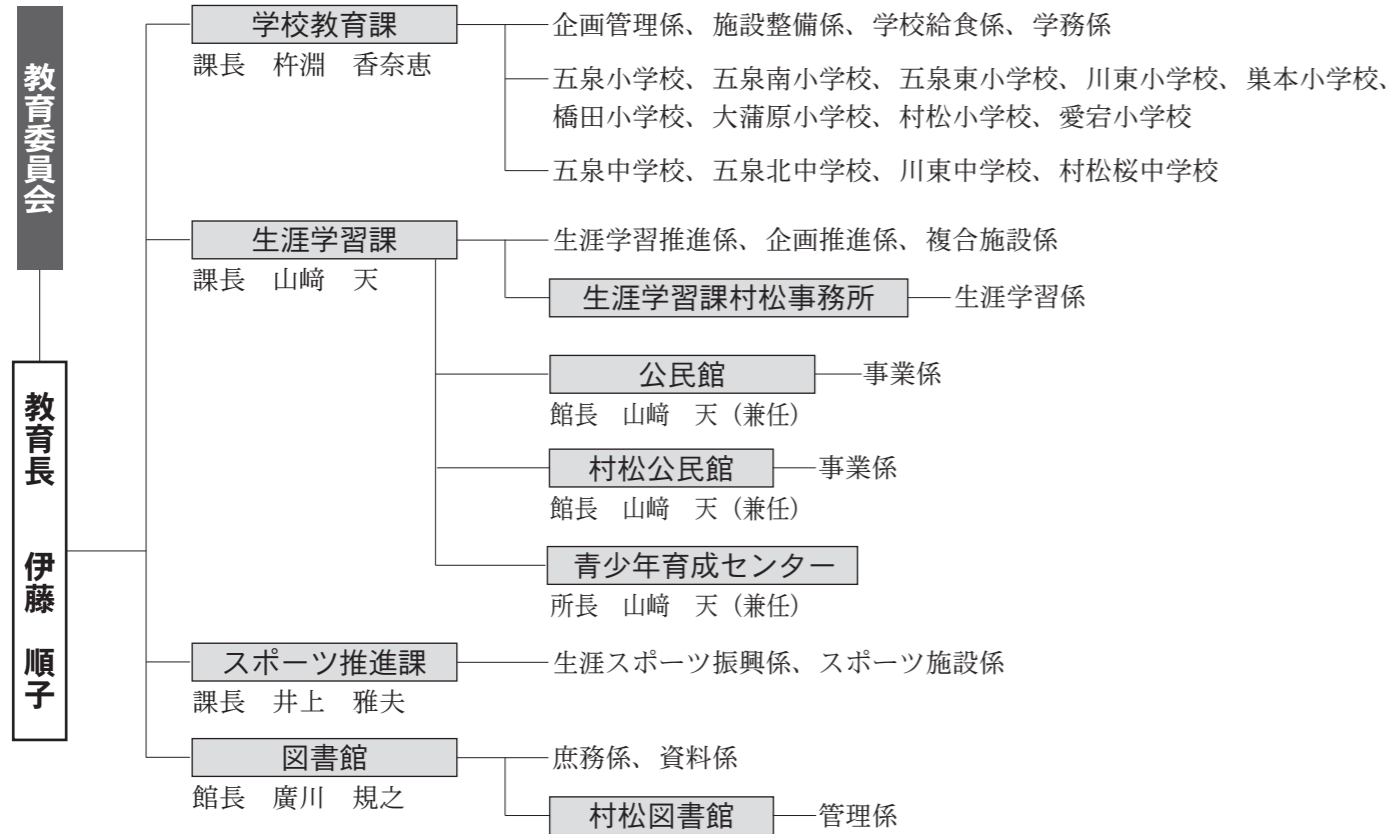 教育委員会
教育長　伊藤　順子
学校教育課
課長　杵淵　香奈恵
企画管理係、施設整備係、学校給食係、学務係
五泉小学校、五泉南小学校、五泉東小学校、川東小学校、巣本小学校、
橋田小学校、大蒲原小学校、村松小学校、愛宕小学校
五泉中学校、五泉北中学校、川東中学校、村松桜中学校
生涯学習課
課長　山﨑　天
生涯学習推進係、企画推進係、複合施設係
生涯学習課村松事務所
生涯学習係
公民館
事業係
館長　山﨑　天（兼任）
村松公民館
事業係
館長　山﨑　天（兼任）
青少年育成センター
所長　山﨑　天（兼任）
スポーツ推進課
課長　井上　雅夫
生涯スポーツ振興係、スポーツ施設係
図書館
館長　廣川　規之
庶務係、資料係
村松図書館
管理係